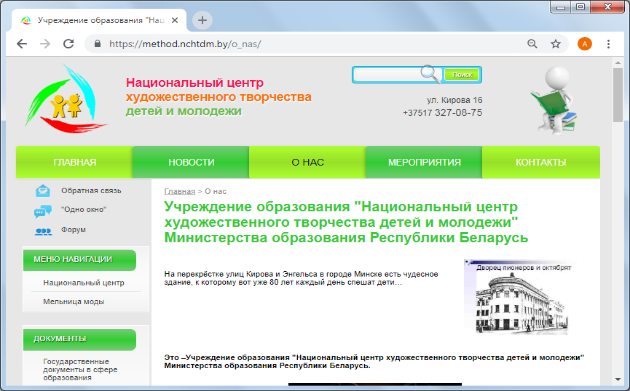 Учреждение образования "Нац
https://method.nchtdm.by/o_nas/
A
Национальный центр
художественного творчества
детей и молодежи
Поиск
ул. Кирова 16
+37517 327-08-75
ГЛАВНАЯ
НОВОСТИ
О НАС
МЕРОПРИЯТИЯ
КОНТАКТЫ
Обратная связь
"Одно окно"
Форум
МЕНЮ НАВИГАЦИИ
Национальный центр
Мельница моды
ДОКУМЕНТЫ
Государственные
документы в сфере
образования
Главная > О нас
Учреждение образования "Национальный центр
художественного творчества детей и молодежи"
Министерства образования Республики Беларусь
На перекрёстке улиц Кирова и Энгельса в городе Минске есть чудесное
здание, к которому вот уже 80 лет каждый день спешат дети…
Дворец пионеров и октябрят
Это –Учреждение образования "Национальный центр художественного творчества детей и молодежи"
Министерства образования Республики Беларусь.